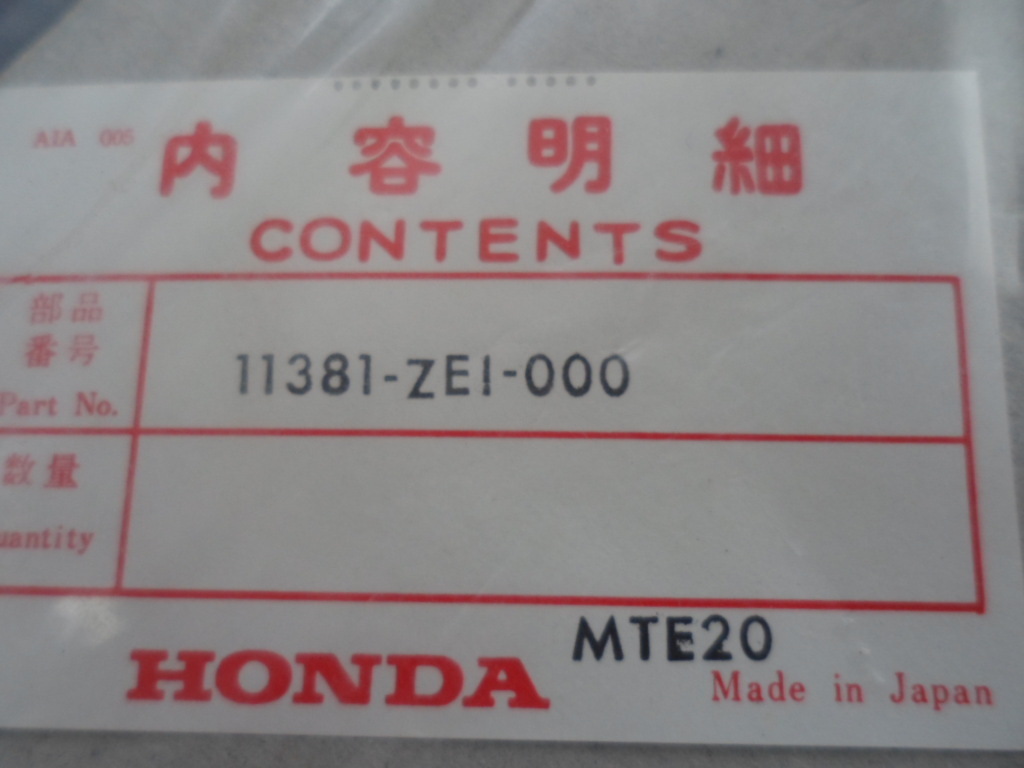 AIA 005
内容明細
CONTENTS
部品
番号
Part No.
11381-ZE1-000
数量
uantity
MTE20
HONDA
Made in Japan